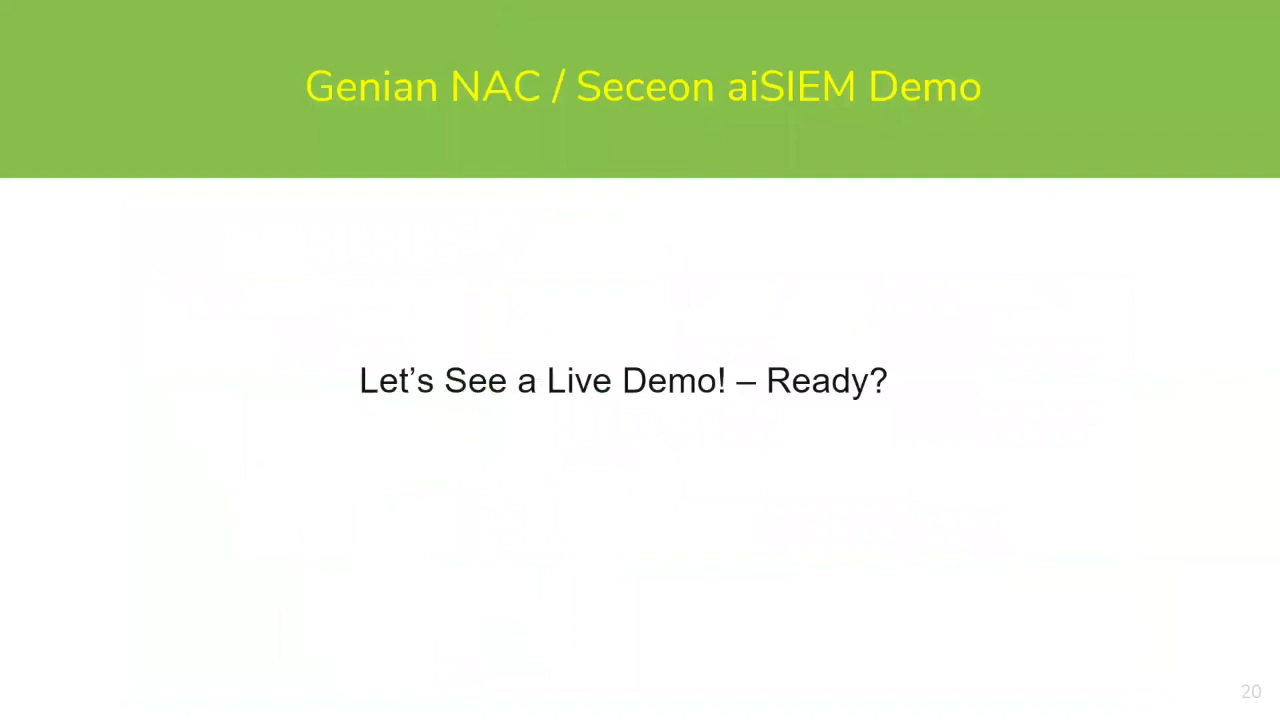 Genian NAC / Seceon aiSIEM Demo
Let’s See a Live Demo! – Ready?
20